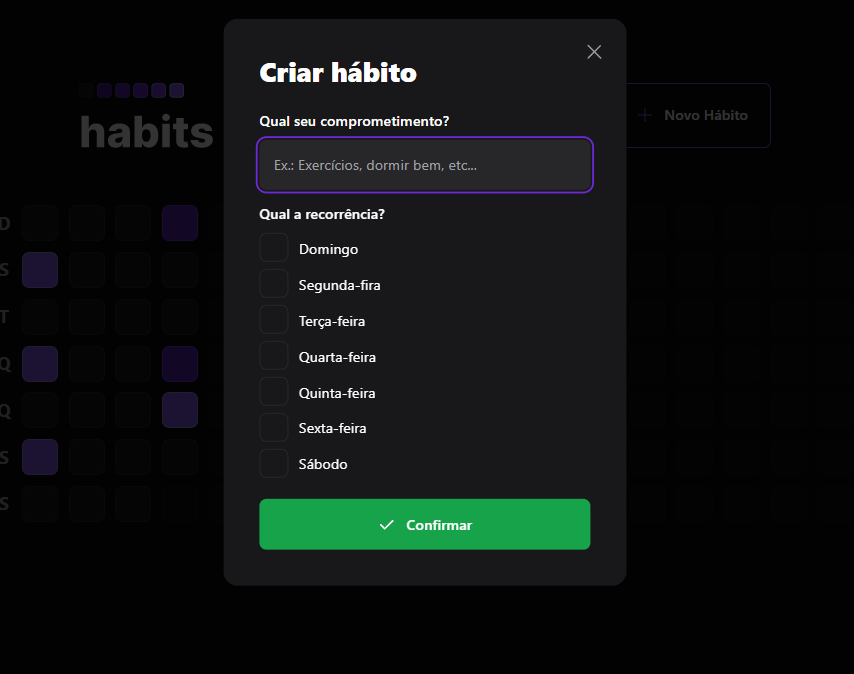 Criar hábito
habits
Novo Hábito
Qual seu comprometimento?
Ex.: Exercícios, dormir bem, etc...
Qual a recorrência?
D
S
T
Q
Q
S
S
Domingo
Segunda-fira
Terça-feira
Quarta-feira
Quinta-feira
Sexta-feira
Sábodo
Confirmar